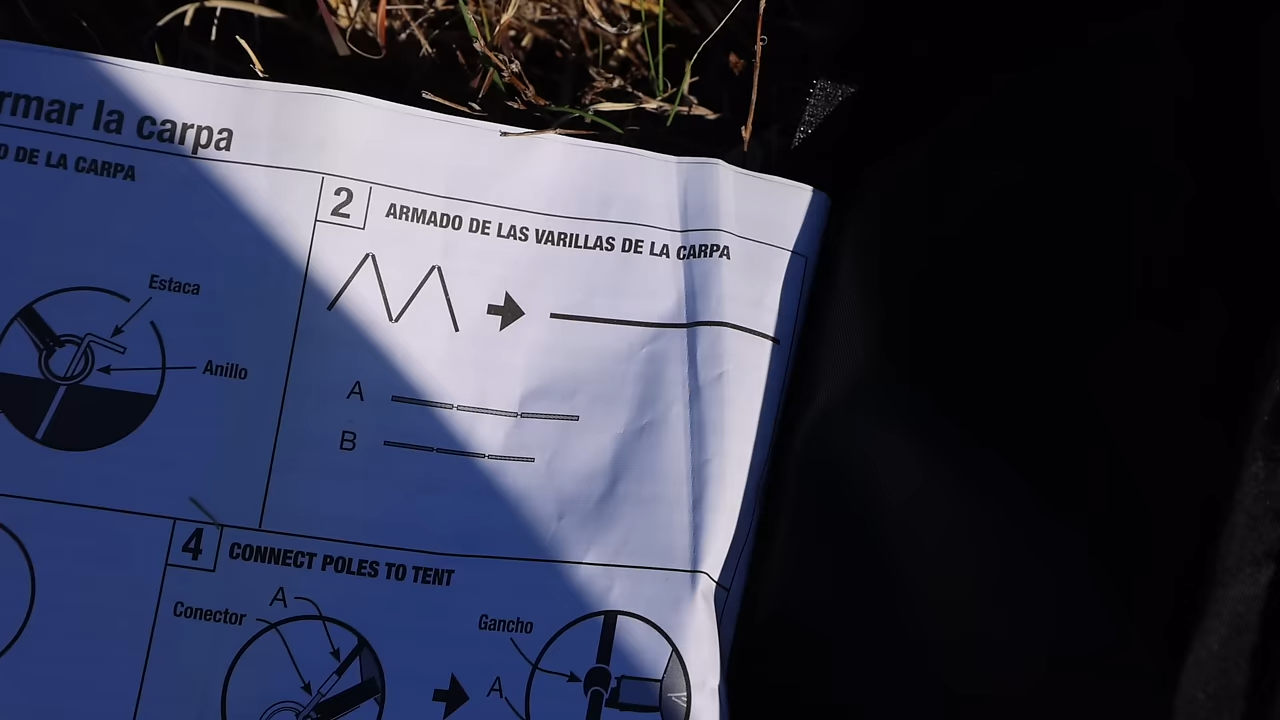 rmar la carpa
O DE LA CARPA
Estaca
Anillo
2
ARMADO DE LAS VARILLAS DE LA CARPA
A
B
4
CONNECT POLES TO TENT
A
Conector
Gancho
A